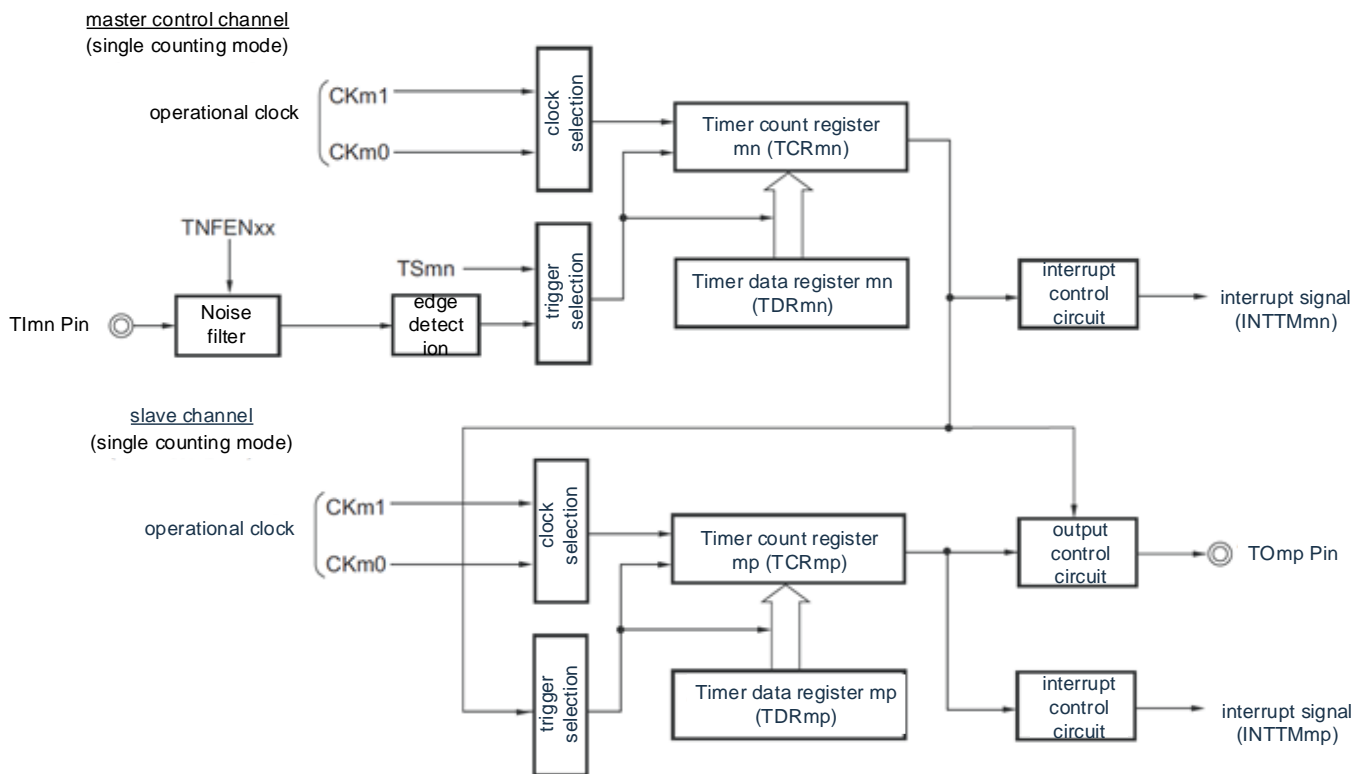 master control channel
(single counting mode)
operational clock
CKm1
CKm0
clock
selection
Timer count register
mn (TCRmn)
TNFENxx
TSmn
trigger
selection
Timer data register mn
(TDRmn)
interrupt
control
circuit
interrupt signal
(INTTMmn)
TImn Pin
Noise
filter
edge
detect
ion
slave channel
(single counting mode)
operational clock
CKm1
CKm0
clock
selection
Timer count register
mp (TCRmp)
output
control
circuit
TOmp Pin
trigger
selection
Timer data register mp
(TDRmp)
interrupt
control
circuit
interrupt signal
(INTTMmp)